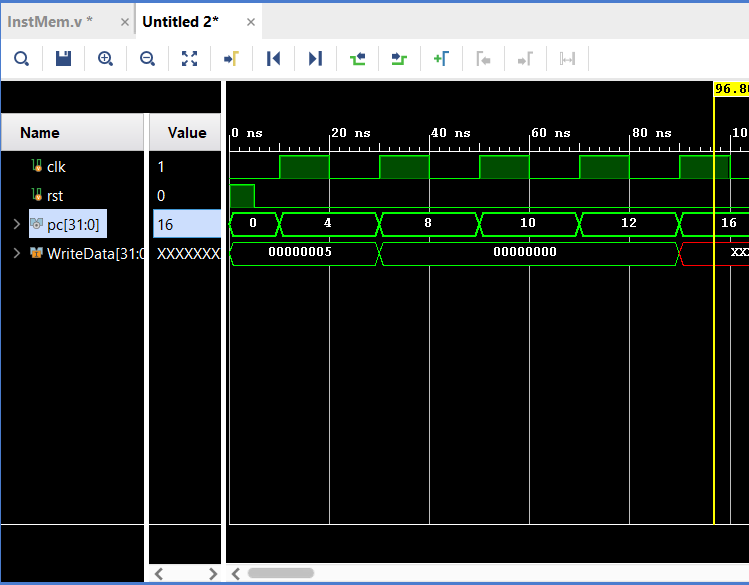 InstMem.v * ×
Untitled 2* ×
96.80
Name
Value
0 ns
20 ns
40 ns
60 ns
80 ns
10
clk
1
rst
0
pc[31:0]
16
0
4
8
10
12
16
WriteData[31:0
XXXXXXX
00000005
00000000
XX